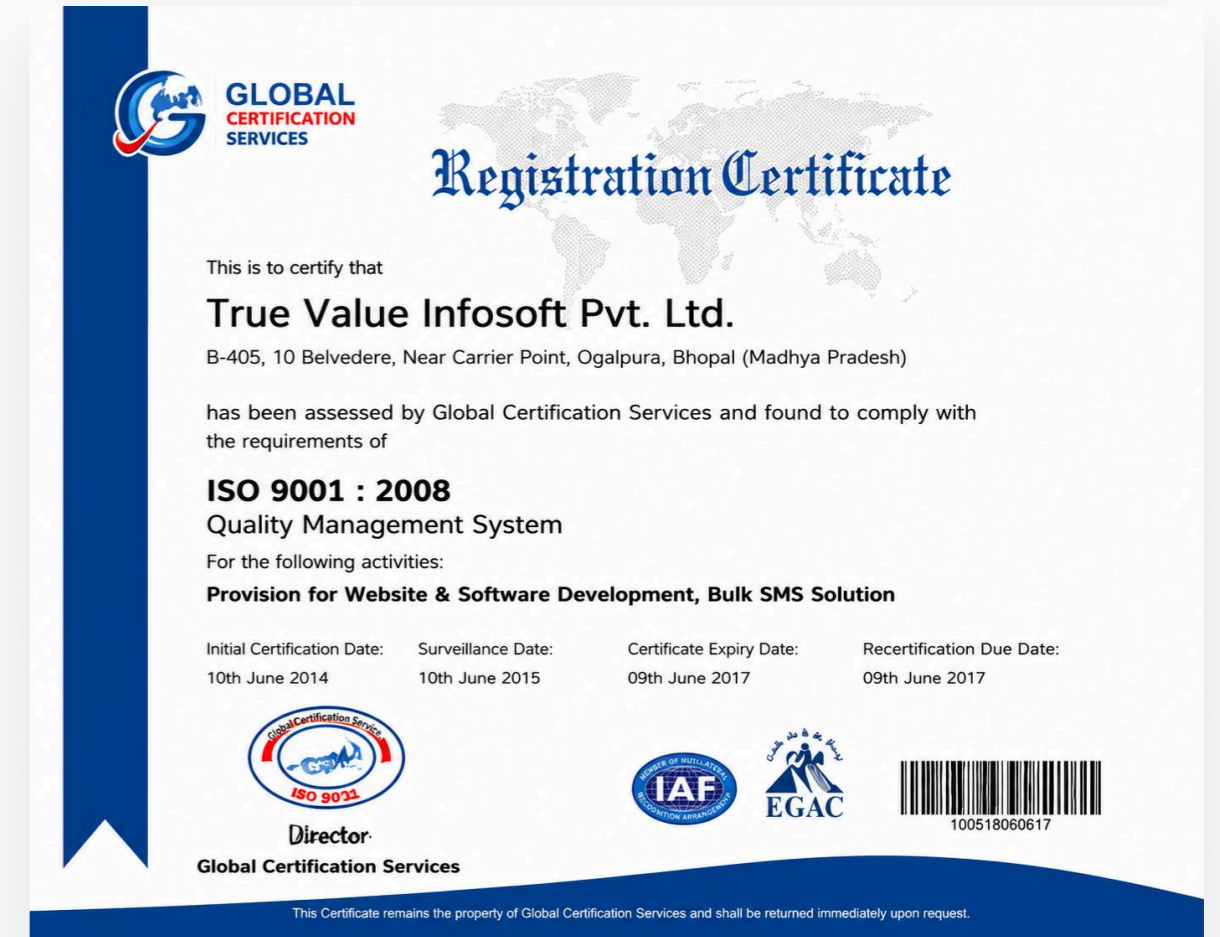 GLOBAL
CERTIFICATION
SERVICES
Registration Certificate
This is to certify that
True Value Infosoft Pvt. Ltd.
B-405, 10 Belvedere, Near Carrier Point, Ogalpura, Bhopal (Madhya Pradesh)
has been assessed by Global Certification Services and found to comply with
the requirements of
ISO 9001 : 2008
Quality Management System
For the following activities:
Provision for Website & Software Development, Bulk SMS Solution
Initial Certification Date: Surveillance Date: Certificate Expiry Date: Recertification Due Date:
10th June 2014 10th June 2015 09th June 2017 09th June 2017
Global Certification Service
ISO
MEMBER OF
IAF
RECOGNITION ARRANGEMENT
EGAC
100518060617
Director
Global Certification Services
This Certificate remains the property of Global Certification Services and shall be returned immediately upon request.